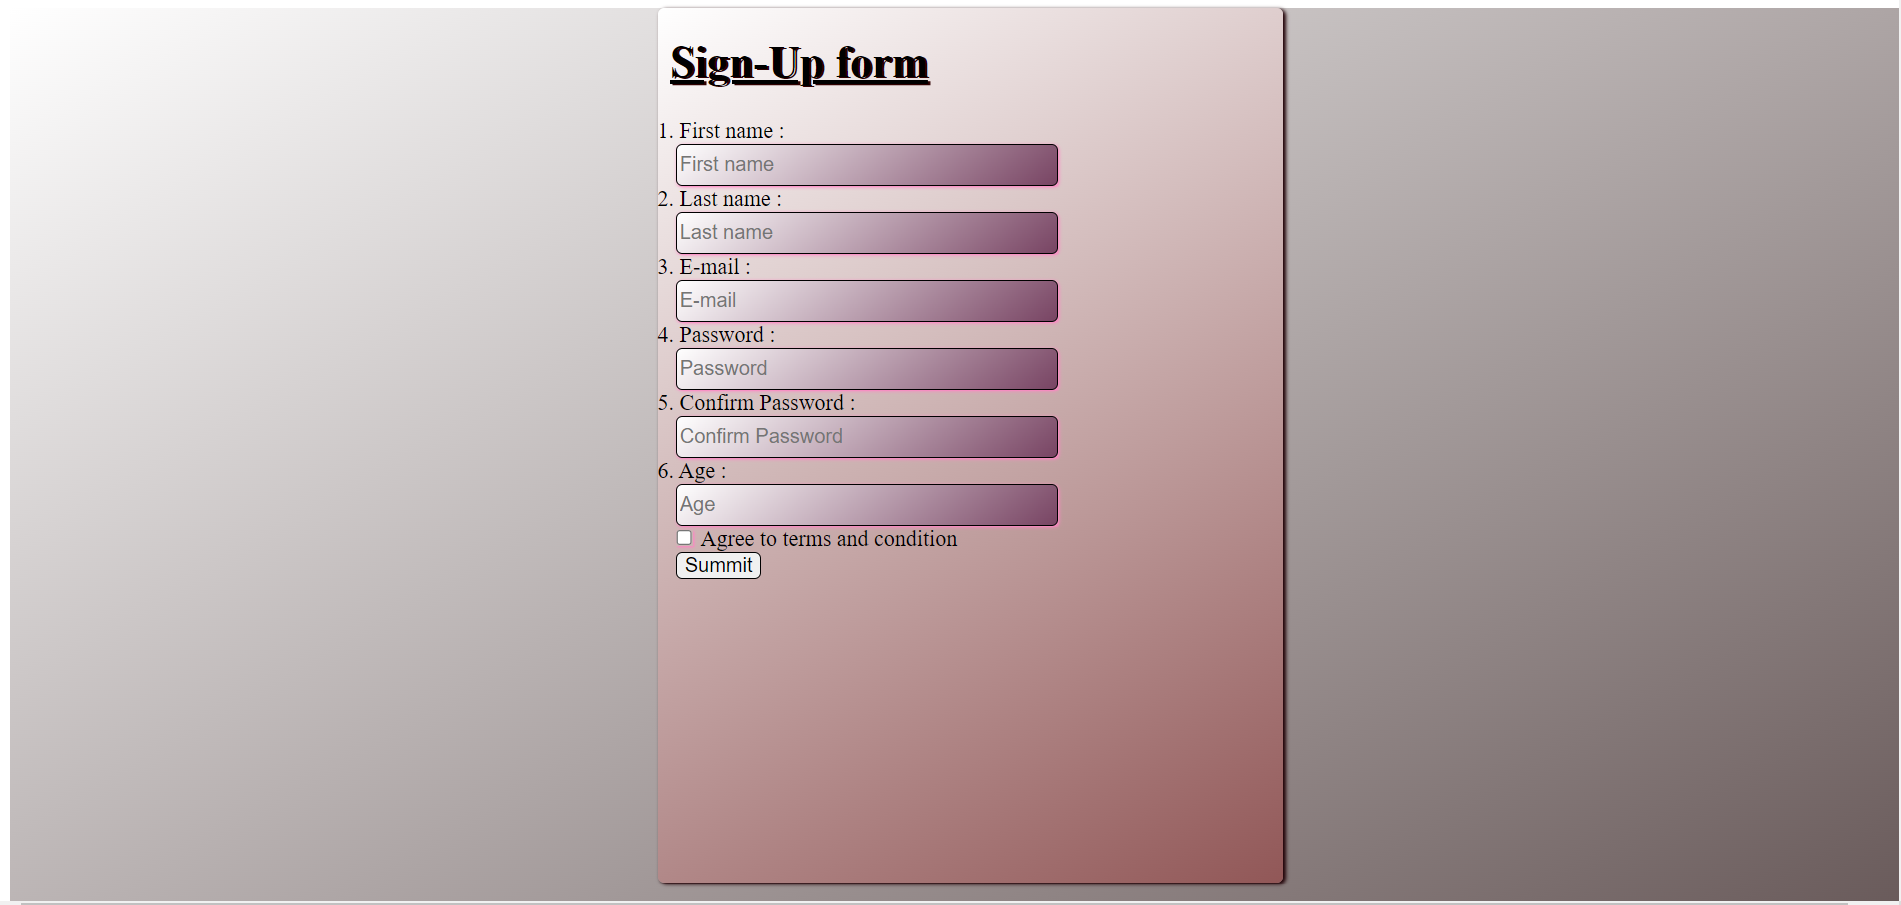 Sign-Up form
1. First name :
First name
2. Last name :
Last name
3. E-mail :
E-mail
4. Password :
Password
5. Confirm Password :
Confirm Password
6. Age :
Age
Agree to terms and condition
Summit